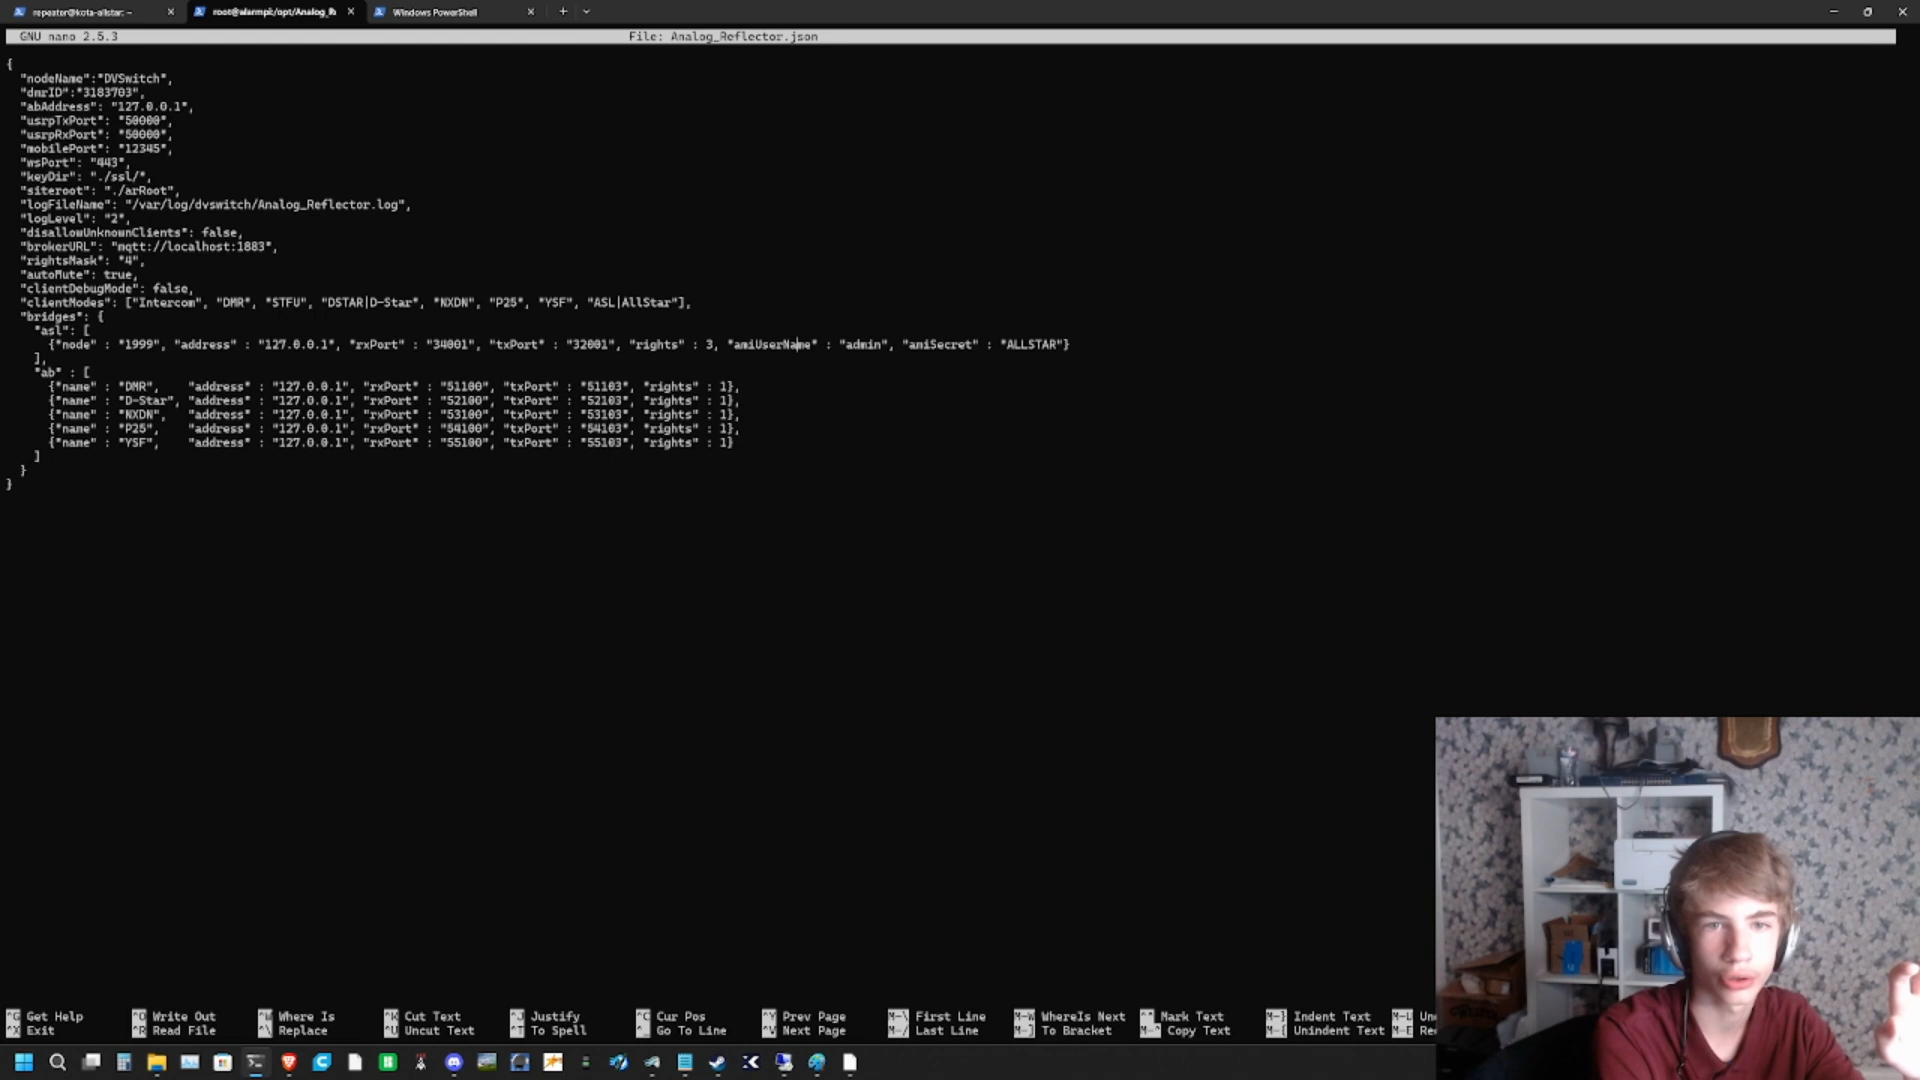 repeater@kota-allstar: ~
root@alarmpi:/opt/Analog_R
Windows PowerShell
GNU nano 2.5.3
File: Analog_Reflector.json
{
"nodeName":"DVSwitch",
"dmrID":"3183703",
"abAddress": "127.0.0.1",
"usrpTxPort": "50000",
"usrpRxPort": "50000",
"mobilePort": "12345",
"wsPort": "443",
"keyDir": "./ssl/",
"siteroot": "./arRoot",
"logFileName": "/var/log/dvswitch/Analog_Reflector.log",
"logLevel": "2",
"disallowUnknownClients": false,
"brokerURL": "mqtt://localhost:1883",
"rightsMask": "4",
"autoMute": true,
"clientDebugMode": false,
"clientModes": ["Intercom", "DMR", "STFU", "DSTAR|D-Star", "NXDN", "P25", "YSF", "ASL|AllStar"],
"bridges": {
"asl": [
{"node" : "1999", "address" : "127.0.0.1", "rxPort" : "34001", "txPort" : "32001", "rights" : 3, "amiUserName" : "admin", "amiSecret" : "ALLSTAR"}
],
"ab" : [
{"name" : "DMR", "address" : "127.0.0.1", "rxPort" : "51100", "txPort" : "51103", "rights" : 1},
{"name" : "D-Star", "address" : "127.0.0.1", "rxPort" : "52100", "txPort" : "52103", "rights" : 1},
{"name" : "NXDN", "address" : "127.0.0.1", "rxPort" : "53100", "txPort" : "53103", "rights" : 1},
{"name" : "P25", "address" : "127.0.0.1", "rxPort" : "54100", "txPort" : "54103", "rights" : 1},
{"name" : "YSF", "address" : "127.0.0.1", "rxPort" : "55100", "txPort" : "55103", "rights" : 1}
]
}
}
^G Get Help ^O Write Out ^W Where Is ^K Cut Text ^J Justify ^C Cur Pos ^Y Prev Page M-\ First Line M-W WhereIs Next ^^ Mark Text M-} Indent Text M-U
^X Exit ^R Read File ^\ Replace ^U Uncut Text ^T To Spell ^_ Go To Line ^V Next Page M-/ Last Line M-] To Bracket M-^ Copy Text M-{ Unindent Text M-E